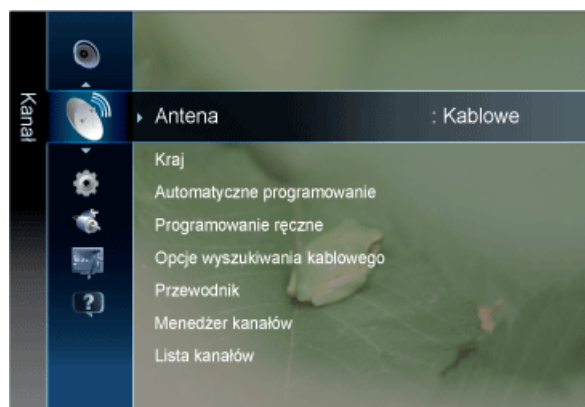 Kanał
Antena : Kablowe
Kraj
Automatyczne programowanie
Programowanie ręczne
Opcje wyszukiwania kablowego
Przewodnik
Menedżer kanałów
Lista kanałów